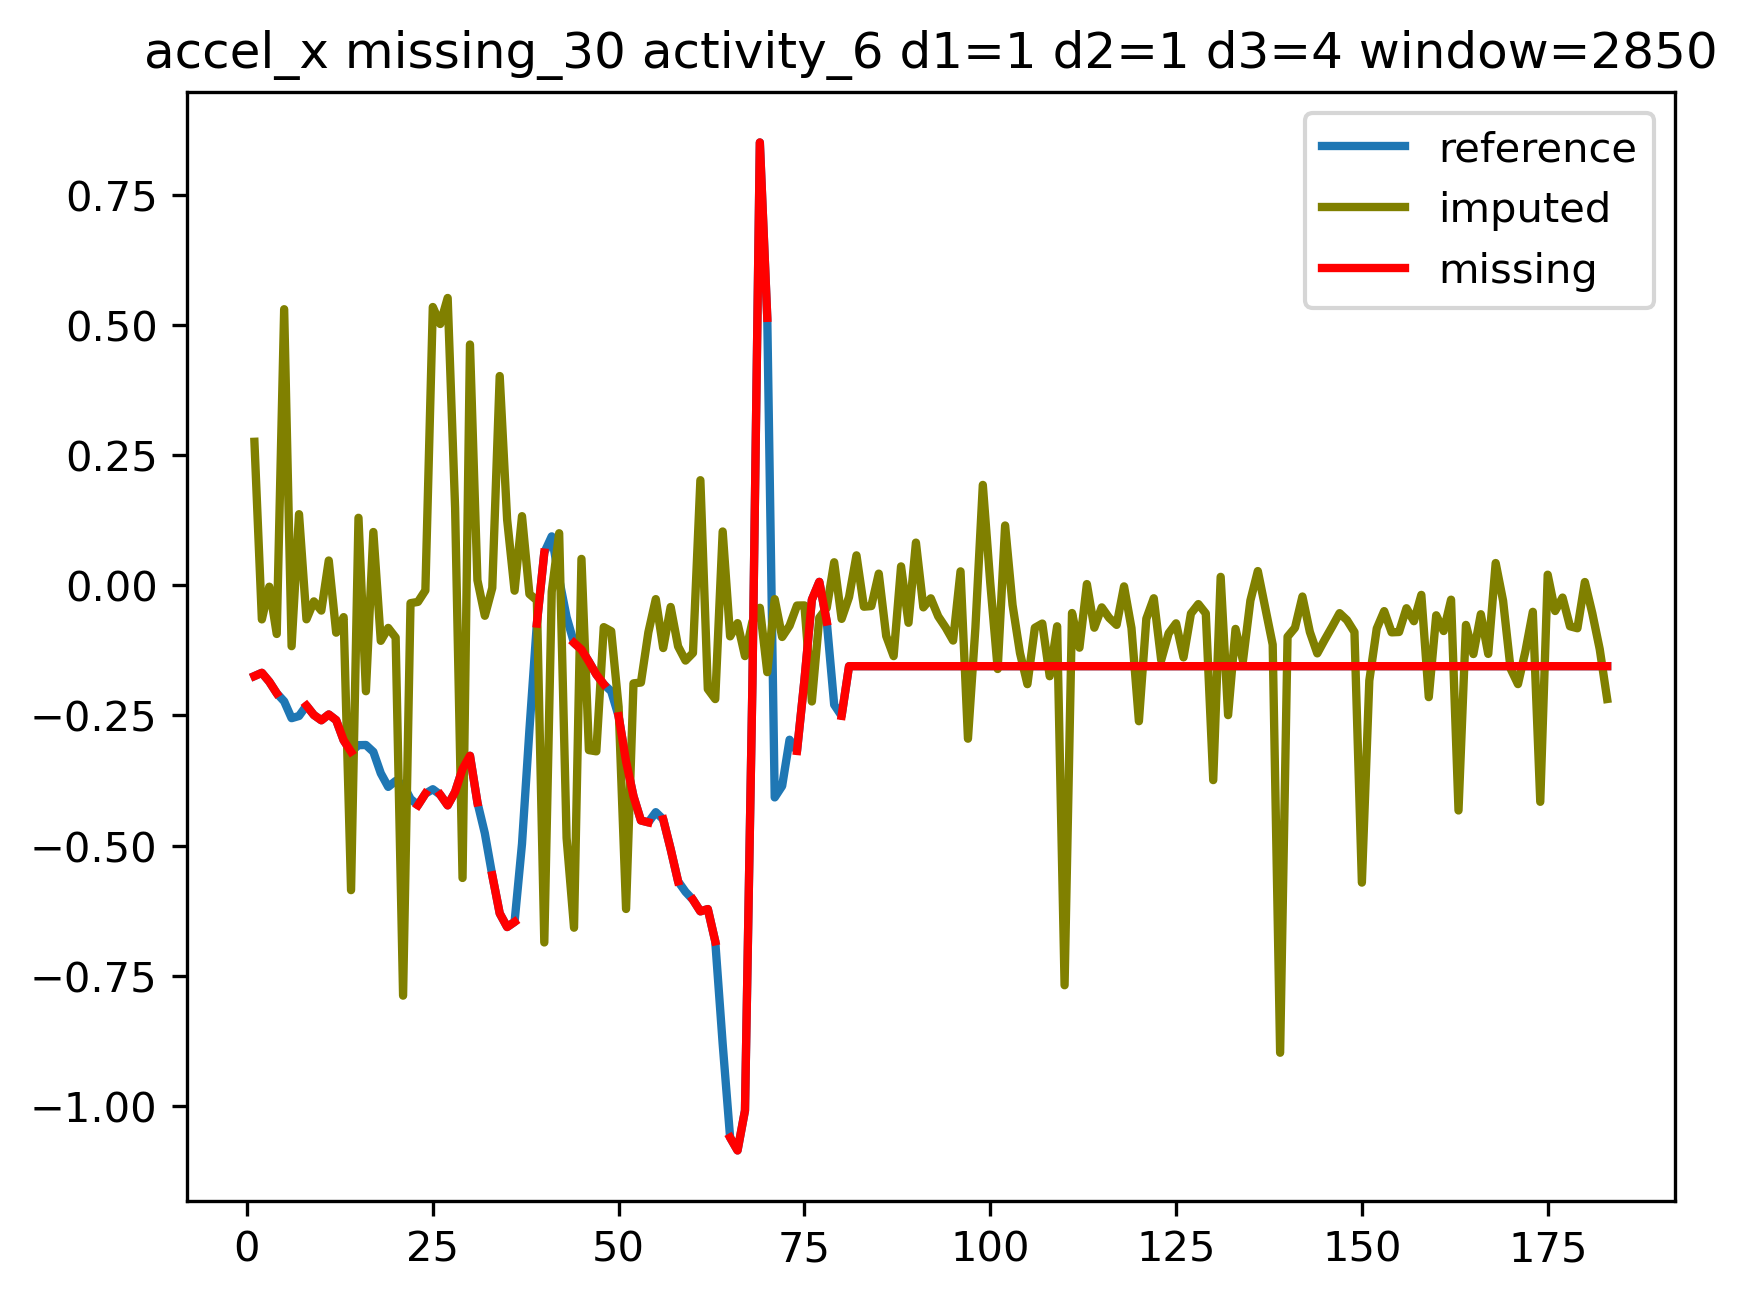 accel_x missing_30 activity_6 d1=1 d2=1 d3=4 window=2850
reference
imputed
missing
0.75
0.50
0.25
0.00
−0.25
−0.50
−0.75
−1.00
0 25 50 75 100 125 150 175